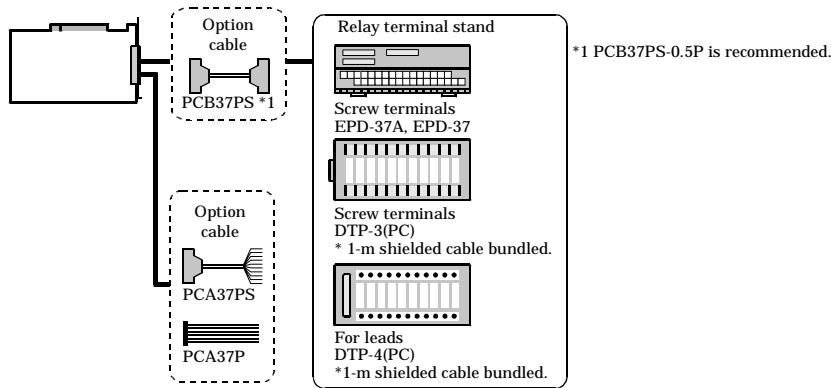 Option
cable
PCB37PS *1
Relay terminal stand
*1 PCB37PS-0.5P is recommended.
Screw terminals
EPD-37A, EPD-37
Screw terminals
DTP-3(PC)
* 1-m shielded cable bundled.
Option
cable
PCA37PS
PCA37P
For leads
DTP-4(PC)
*1-m shielded cable bundled.